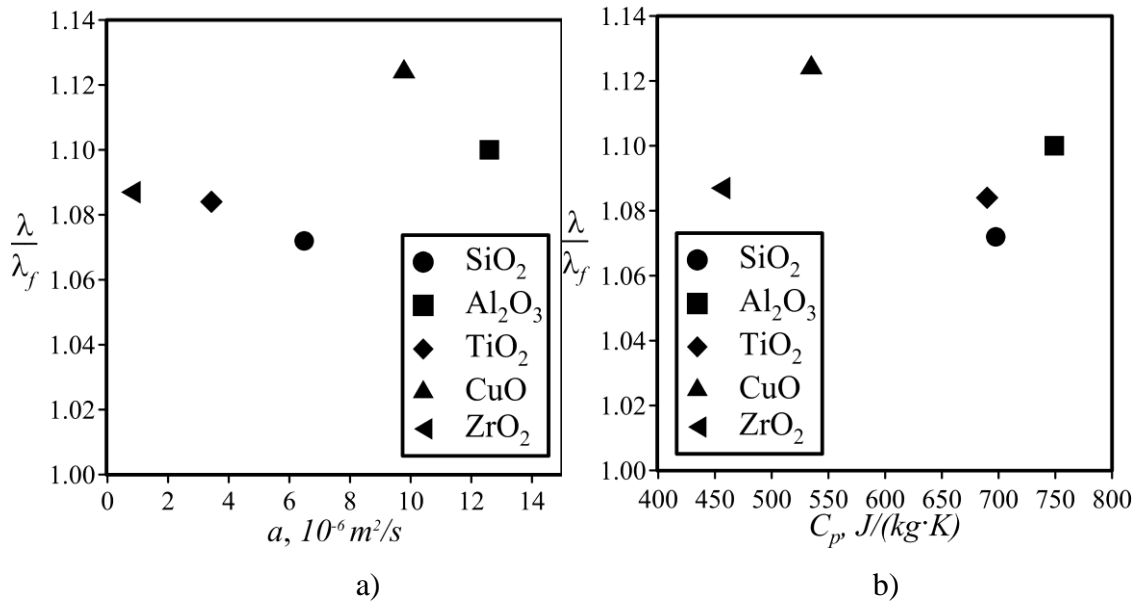 1.14
1.12
1.10
1.08
1.06
1.04
1.02
1.00
λ
λf
0 2 4 6 8 10 12 14
a, 10-6 m2/s
SiO2
Al2O3
TiO2
CuO
ZrO2
a)
1.14
1.12
1.10
1.08
1.06
1.04
1.02
1.00
λ
λf
400 450 500 550 600 650 700 750 800
Cp, J/(kg·K)
SiO2
Al2O3
TiO2
CuO
ZrO2
b)